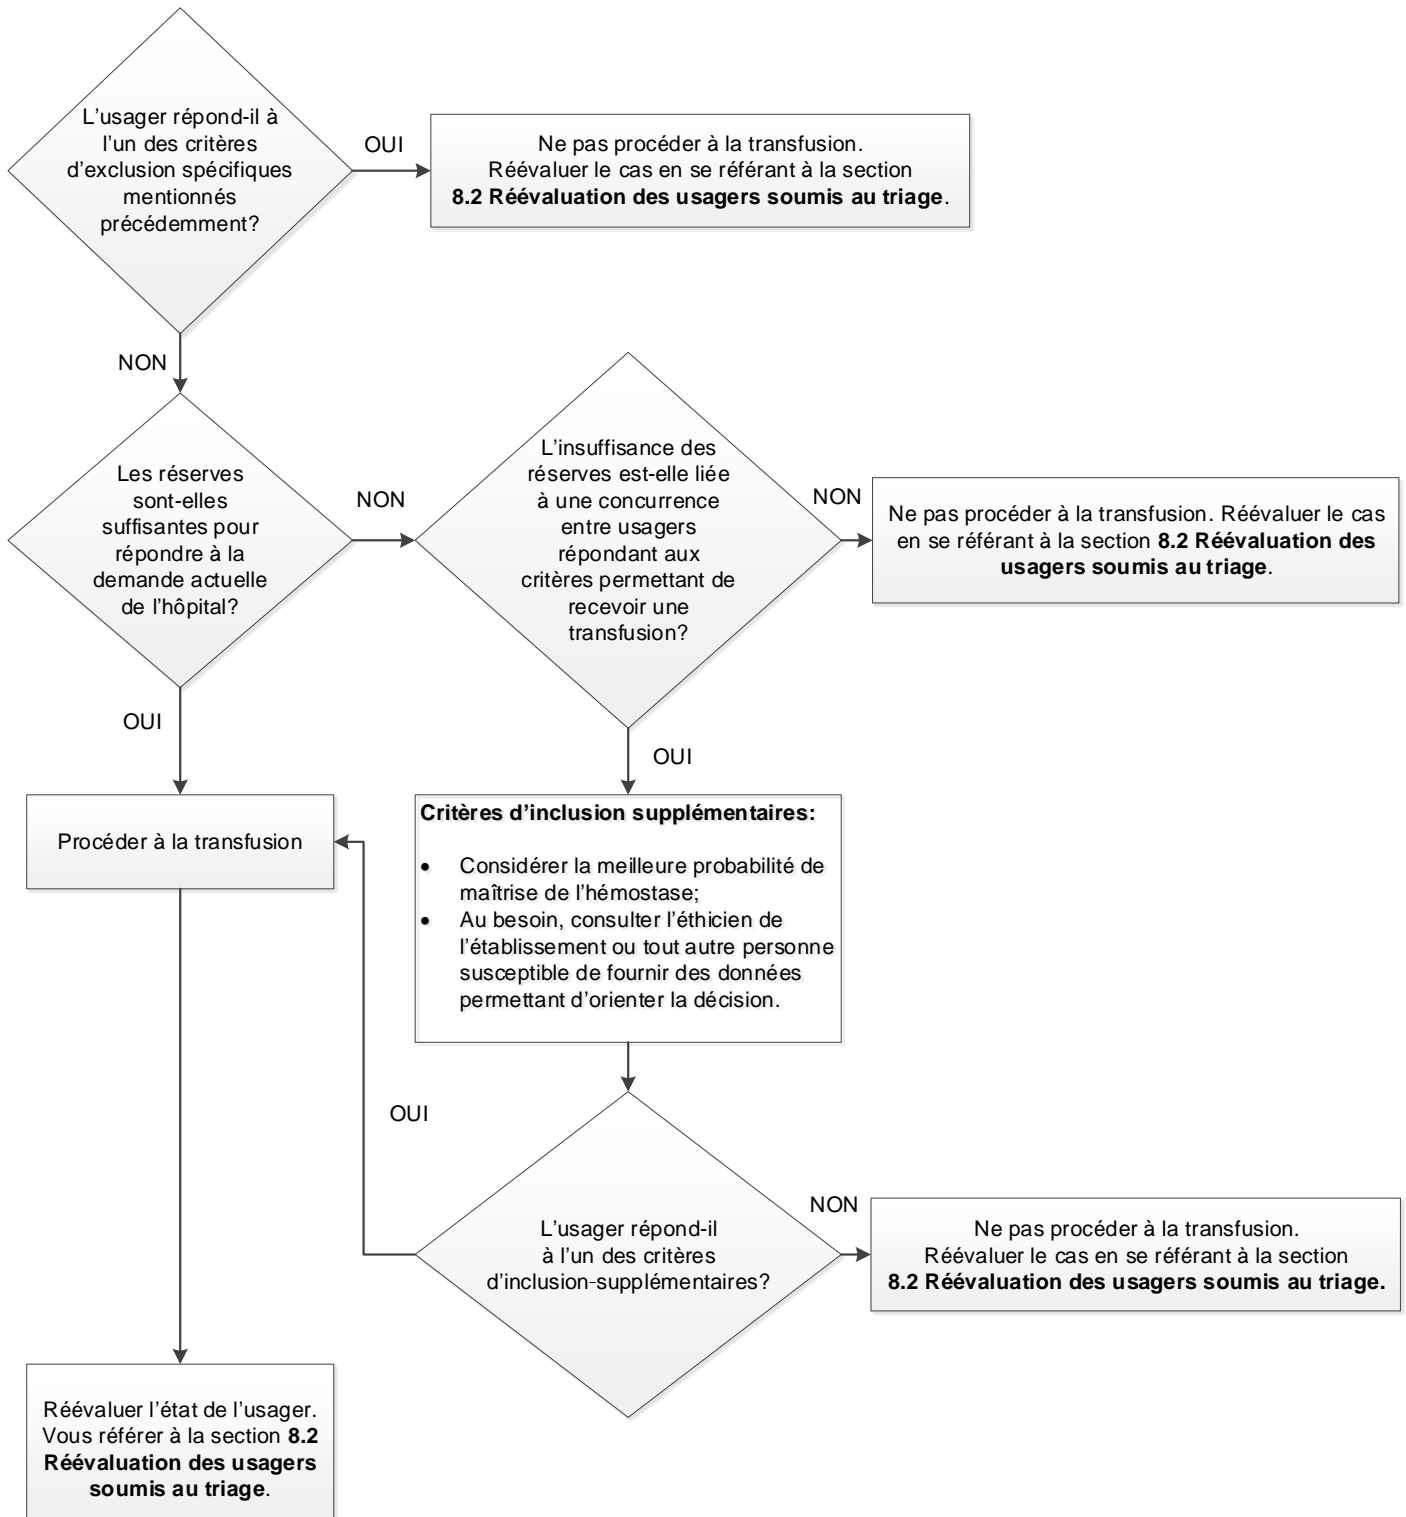 L'usager répond-il à
l'un des critères
d'exclusion spécifiques
mentionnés
précédemment?
OUI
Ne pas procéder à la transfusion.
Réévaluer le cas en se référant à la section
8.2 Réévaluation des usagers soumis au triage.
NON
Les réserves
sont-elles
suffisantes pour
répondre à la
demande actuelle
de l'hôpital?
NON
L'insuffisance des
réserves est-elle liée
à une concurrence
entre usagers
répondant aux
critères permettant de
recevoir une
transfusion?
NON
Ne pas procéder à la transfusion. Réévaluer le cas
en se référant à la section 8.2 Réévaluation des
usagers soumis au triage.
OUI
OUI
Procéder à la transfusion
Critères d'inclusion supplémentaires:
• Considérer la meilleure probabilité de
maîtrise de l'hémostase;
• Au besoin, consulter l'éthicien de
l'établissement ou tout autre personne
susceptible de fournir des données
permettant d'orienter la décision.
OUI
L'usager répond-il
à l'un des critères
d'inclusion-supplémentaires?
NON
Ne pas procéder à la transfusion.
Réévaluer le cas en se référant à la section
8.2 Réévaluation des usagers soumis au triage.
Réévaluer l'état de l'usager.
Vous référer à la section 8.2
Réévaluation des usagers
soumis au triage.